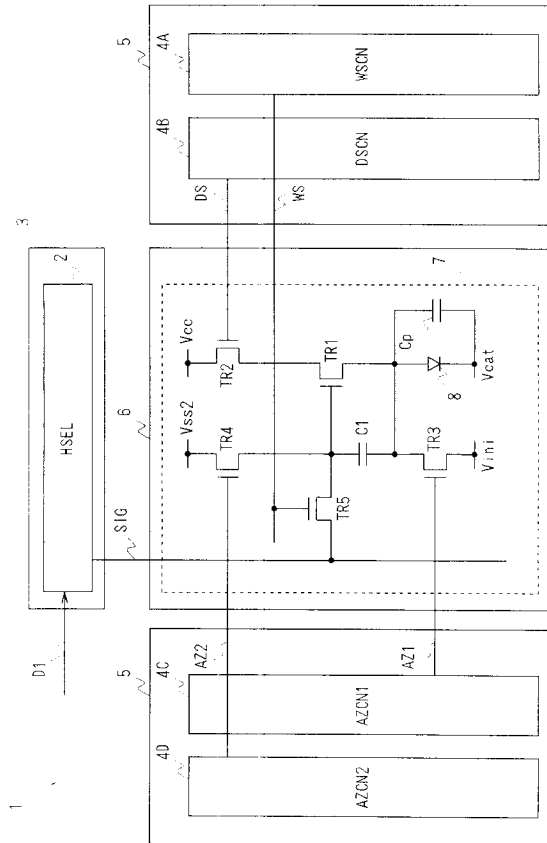 1
3
2
HSEL
D1
SIG
6
5
5
4D
4C
4B
4A
AZCN2
AZCN1
DSCN
WSCN
AZ2
AZ1
DS
WS
Vss2
Vcc
TR4
TR2
TR5
TR1
C1
Cp
TR3
8
Vini
Vcat
7